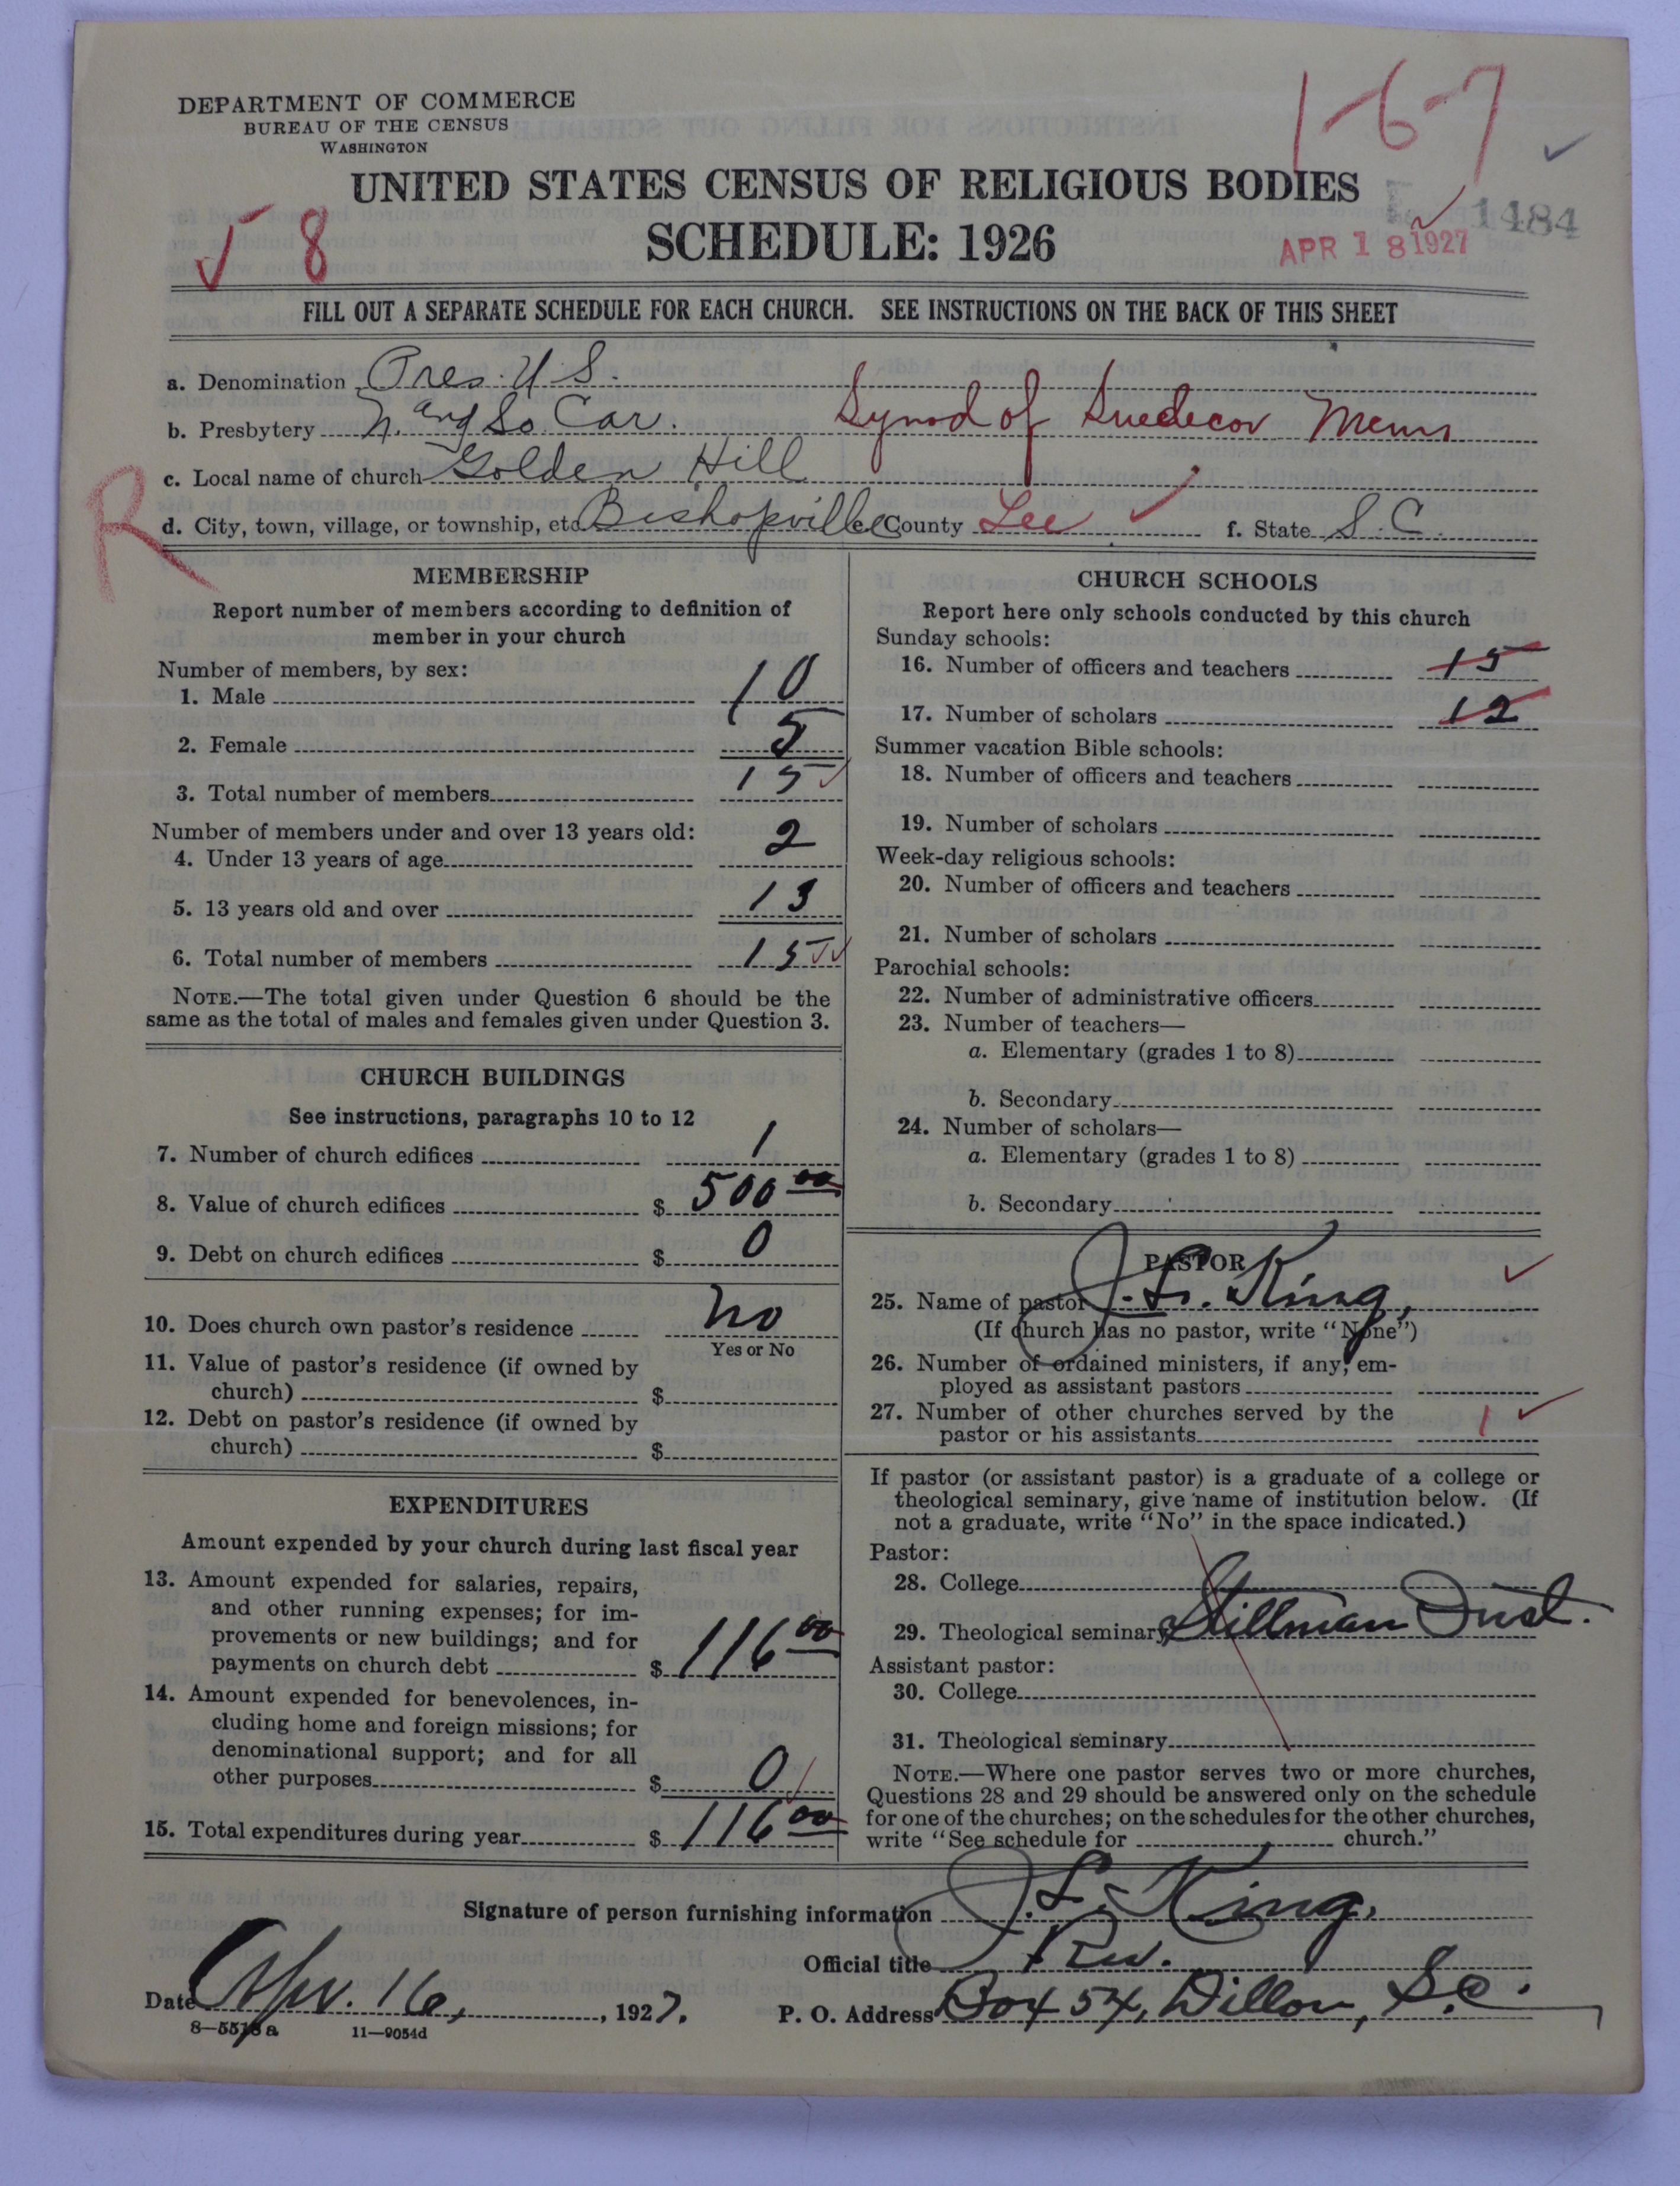 DEPARTMENT OF COMMERCE
BUREAU OF THE CENSUS
WASHINGTON
1-6-7
UNITED STATES CENSUS OF RELIGIOUS BODIES
SCHEDULE: 1926
8
1484
APR 18 1927
FILL OUT A SEPARATE SCHEDULE FOR EACH CHURCH. SEE INSTRUCTIONS ON THE BACK OF THIS SHEET
a. Denomination Pres. U S.
b. Presbytery N. and So Car. Synod of Snedecor Mem
c. Local name of church Golden Hill
R
d. City, town, village, or township, etc Bishopville e. County Lee f. State S. C.
MEMBERSHIP
Report number of members according to definition of
member in your church
Number of members, by sex:
1. Male 10
2. Female 5
3. Total number of members 15
Number of members under and over 13 years old:
4. Under 13 years of age 2
5. 13 years old and over 13
6. Total number of members 15
NOTE.—The total given under Question 6 should be the
same as the total of males and females given under Question 3.
CHURCH BUILDINGS
See instructions, paragraphs 10 to 12
7. Number of church edifices 1
8. Value of church edifices $ 500 00
9. Debt on church edifices $ 0
10. Does church own pastor's residence no
Yes or No
11. Value of pastor's residence (if owned by
church) $
12. Debt on pastor's residence (if owned by
church) $
EXPENDITURES
Amount expended by your church during last fiscal year
13. Amount expended for salaries, repairs,
and other running expenses; for im-
provements or new buildings; and for
payments on church debt $ 116 00
14. Amount expended for benevolences, in-
cluding home and foreign missions; for
denominational support; and for all
other purposes $ 0
15. Total expenditures during year $ 116 00
CHURCH SCHOOLS
Report here only schools conducted by this church
Sunday schools:
16. Number of officers and teachers 15
17. Number of scholars 12
Summer vacation Bible schools:
18. Number of officers and teachers
19. Number of scholars
Week-day religious schools:
20. Number of officers and teachers
21. Number of scholars
Parochial schools:
22. Number of administrative officers
23. Number of teachers—
a. Elementary (grades 1 to 8)
b. Secondary
24. Number of scholars—
a. Elementary (grades 1 to 8)
b. Secondary
PASTOR
25. Name of pastor J. L. King,
(If church has no pastor, write "None")
26. Number of ordained ministers, if any, em-
ployed as assistant pastors
27. Number of other churches served by the
pastor or his assistants 1
If pastor (or assistant pastor) is a graduate of a college or
theological seminary, give name of institution below. (If
not a graduate, write "No" in the space indicated.)
Pastor:
28. College
29. Theological seminary Stillman Inst.
Assistant pastor:
30. College
31. Theological seminary
NOTE.—Where one pastor serves two or more churches,
Questions 28 and 29 should be answered only on the schedule
for one of the churches; on the schedules for the other churches,
write "See schedule for church."
Signature of person furnishing information J. L. King,
Official title Rev.
Date Apr. 16, 1927. P. O. Address Box 54, Dillon, S.C.
8—5518 a 11—9054d